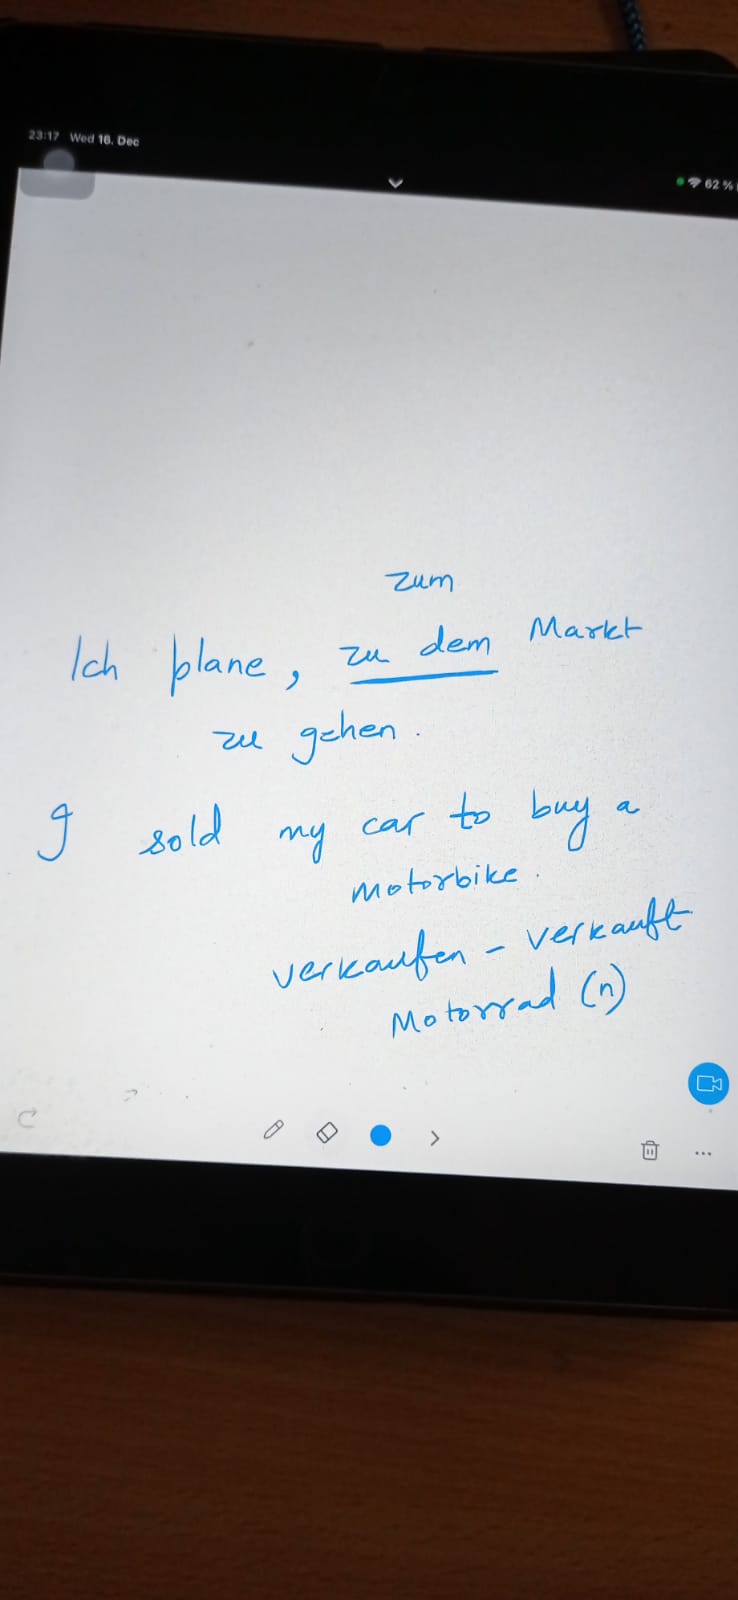 23:17 Wed 16. Dec
62 %
zum
Ich plane, zu dem Markt
zu gehen.
I sold my car to buy a
motorbike.
verkaufen - verkauft
Motorrad (n)